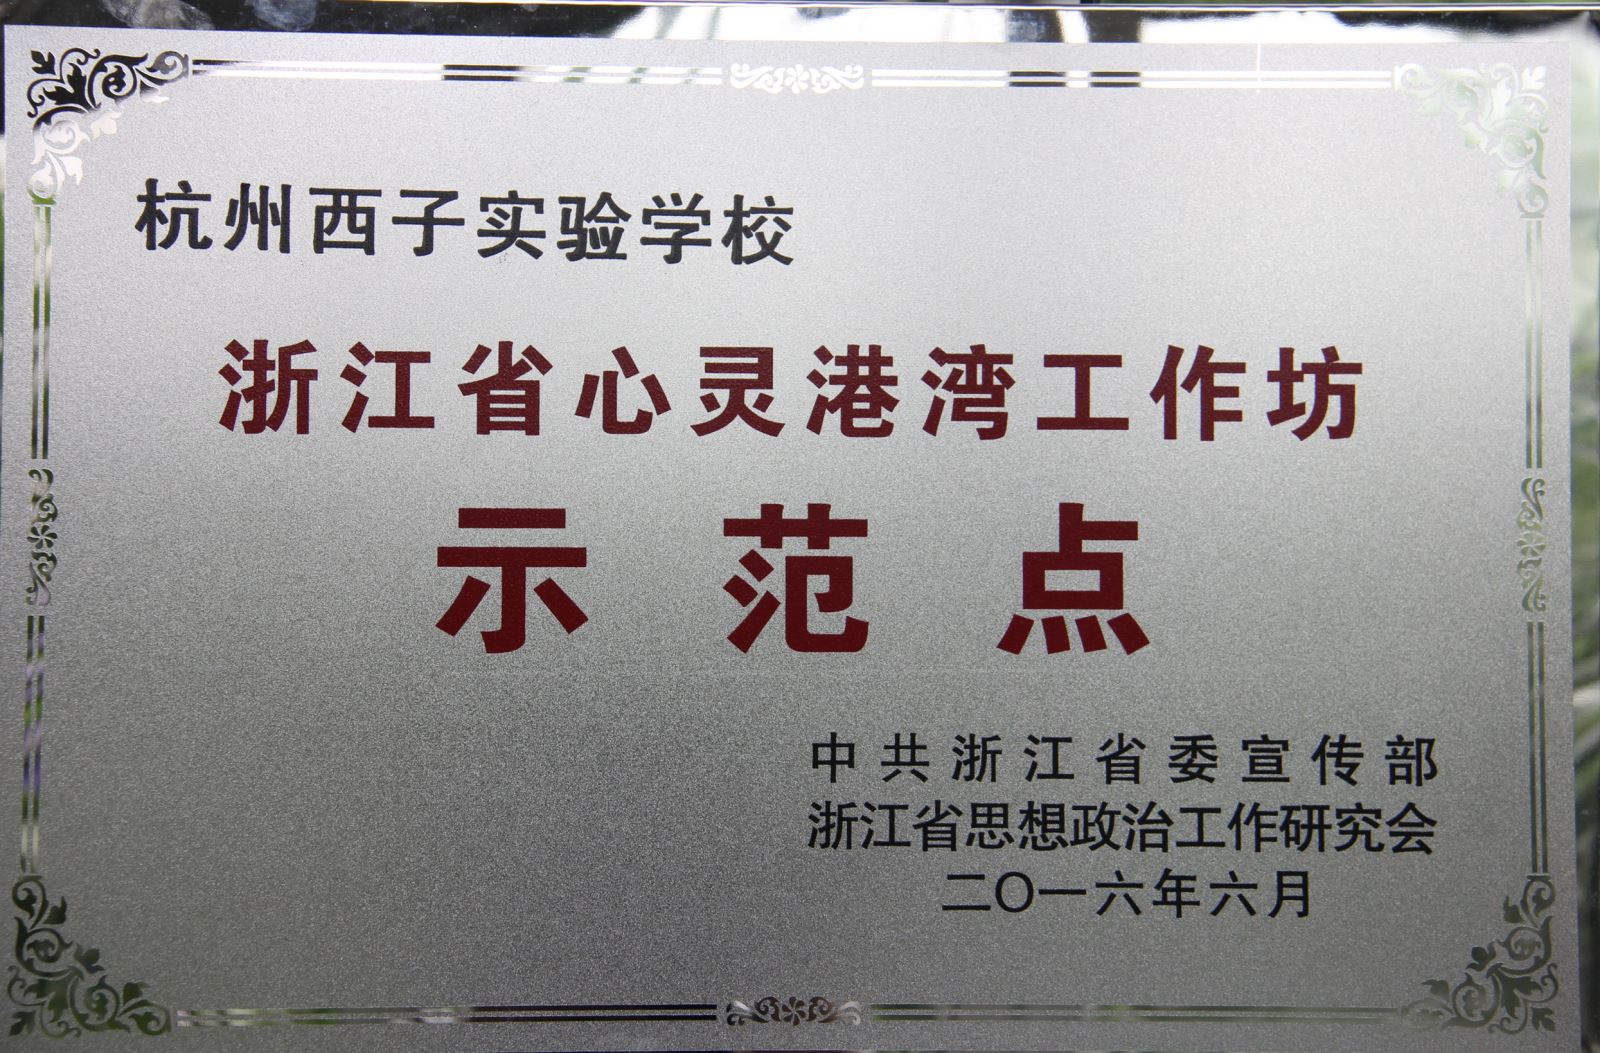 杭州西子实验学校
浙江省心灵港湾工作坊
示范点
中共浙江省委宣传部
浙江省思想政治工作研究会
二〇一六年六月